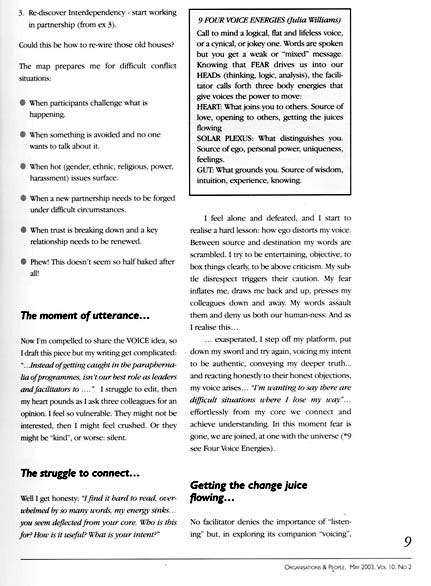 3. Re-discover Interdependency - start working
in partnership (from ex 3).
Could this be how to re-wire those old houses?
The map prepares me for difficult conflict
situations:
● When participants challenge what is
happening.
● When something is avoided and no one
wants to talk about it.
● When hot (gender, ethnic, religious, power,
harassment) issues surface.
● When a new partnership needs to be forged
under difficult circumstances.
● When trust is breaking down and a key
relationship needs to be renewed.
● Phew! This doesn't seem so half baked after
all!
The moment of utterance...
Now I'm compelled to share the VOICE idea, so
I draft this piece but my writing get complicated:
"...Instead of getting caught in the parapherna-
lia of programmes, isn't our best role as leaders
and facilitators to ...." I struggle to edit, then
my heart pounds as I ask three colleagues for an
opinion. I feel so vulnerable. They might not be
interested, then I might feel crushed. Or they
might be "kind", or worse: silent.
The struggle to connect...
Well I get honesty: "I find it hard to read, over-
whelmed by so many words, my energy sinks...
you seem deflected from your core. Who is this
for? How is it useful? What is your intent?"
9 FOUR VOICE ENERGIES (Julia Williams)
Call to mind a logical, flat and lifeless voice,
or a cynical, or jokey one. Words are spoken
but you get a weak or "mixed" message.
Knowing that FEAR drives us into our
HEADs (thinking, logic, analysis), the facili-
tator calls forth three body energies that
give voices the power to move:
HEART: What joins you to others. Source of
love, opening to others, getting the juices
flowing
SOLAR PLEXUS: What distinguishes you.
Source of ego, personal power, uniqueness,
feelings.
GUT: What grounds you. Source of wisdom,
intuition, experience, knowing.
I feel alone and defeated, and I start to
realise a hard lesson: how ego distorts my voice.
Between source and destination my words are
scrambled. I try to be entertaining, objective, to
box things clearly, to be above criticism. My sub-
tle disrespect triggers their caution. My fear
inflates me, draws me back and up, presses my
colleagues down and away. My words assault
them and deny us both our human-ness. And as
I realise this...
... exasperated, I step off my platform, put
down my sword and try again, voicing my intent
to be authentic, conveying my deeper truth...
and reacting honestly to their honest objections,
my voice arises... "I'm wanting to say there are
difficult situations where I lose my way"...
effortlessly from my core we connect and
achieve understanding. In this moment fear is
gone, we are joined, at one with the universe (*9
see Four Voice Energies).
Getting the change juice
flowing...
No facilitator denies the importance of "listen-
ing" but, in exploring its companion "voicing",
9
ORGANISATIONS & PEOPLE, MAY 2003, VOL 10. NO 2